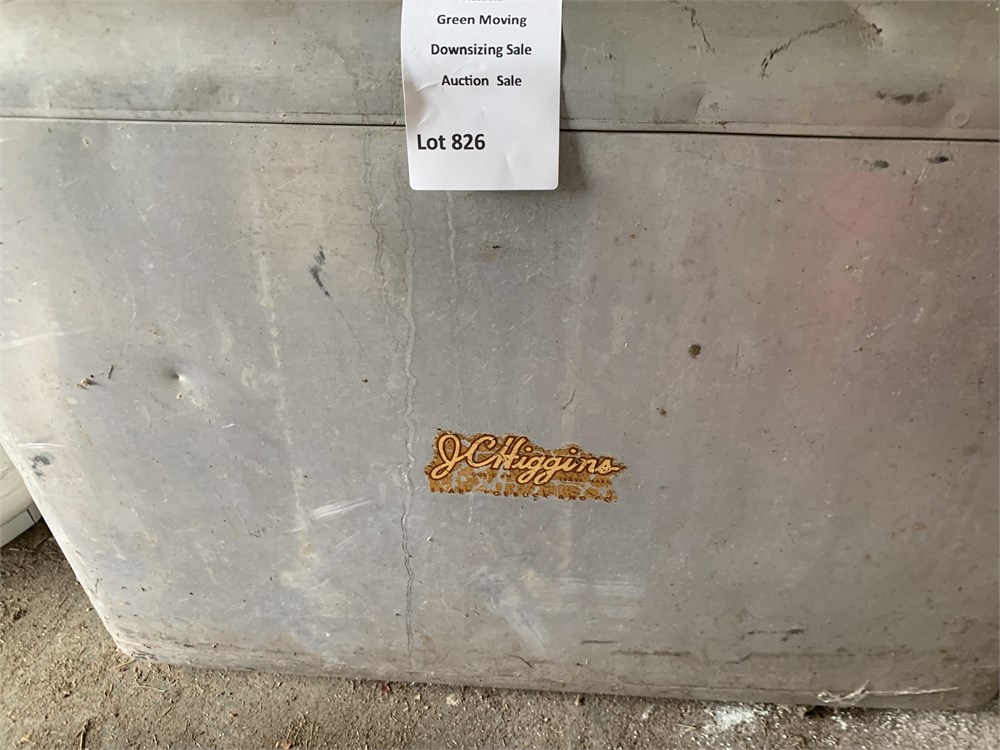 Green Moving
Downsizing Sale
Auction Sale
Lot 826
JCHiggins